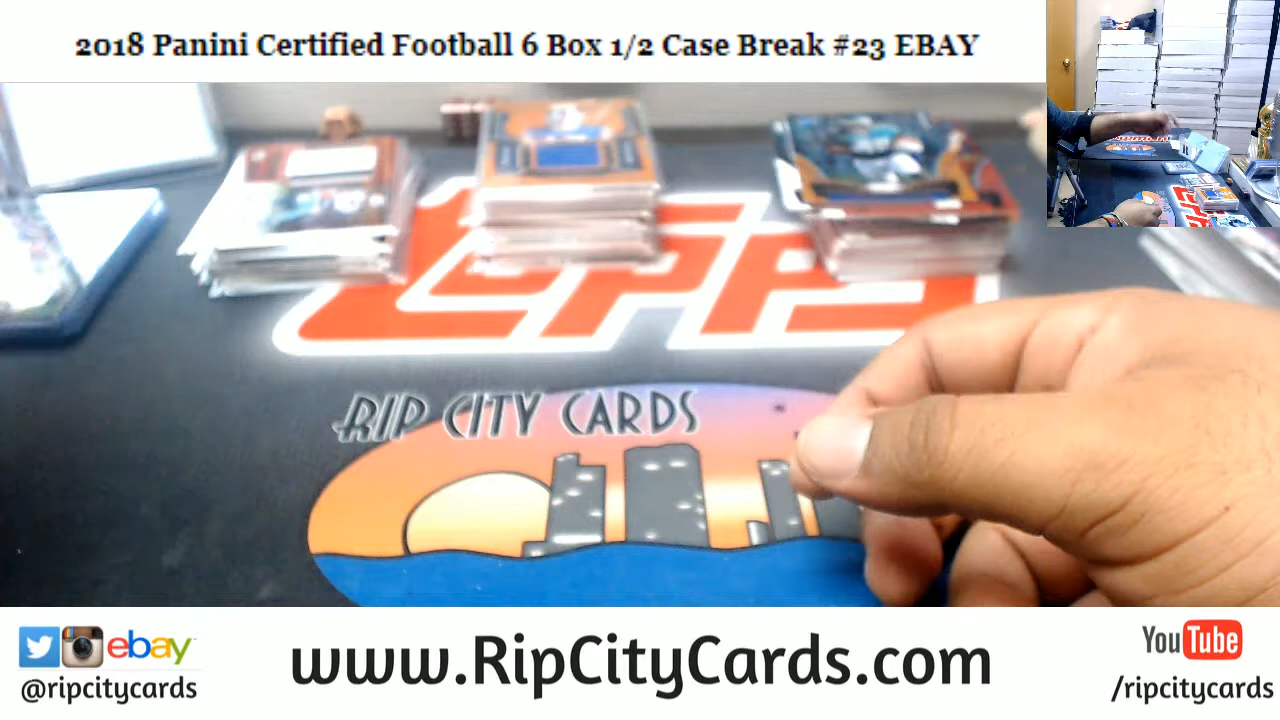 2018 Panini Certified Football 6 Box 1/2 Case Break #23 EBAY
RIP CITY CARDS
ebay
@ripcitycards
www.RipCityCards.com
YouTube
/ripcitycards